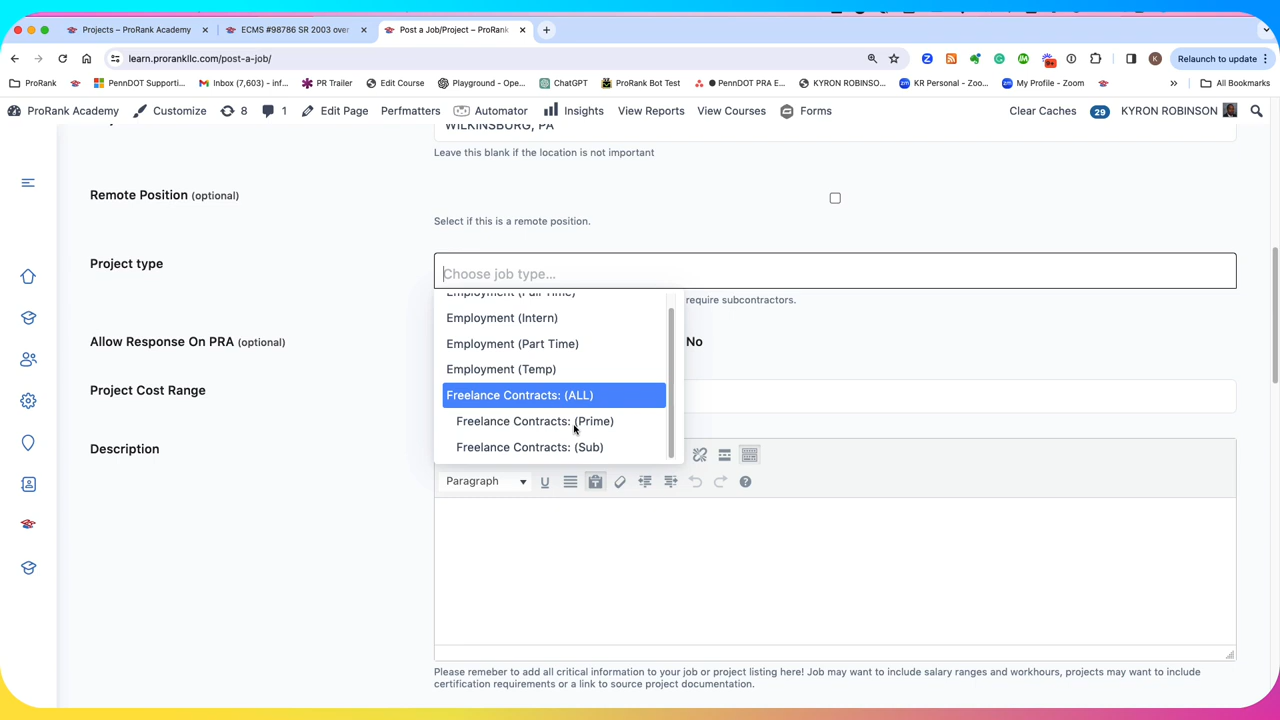 Projects – ProRank Academy
ECMS #98786 SR 2003 over
Post a Job/Project – ProRank
learn.prorankllc.com/post-a-job/
Relaunch to update
ProRank
PennDOT Supporti...
Inbox (7,603) - inf...
PR Trailer
Edit Course
Playground - Ope...
ChatGPT
ProRank Bot Test
PennDOT PRA E...
KYRON ROBINSO...
KR Personal - Zoo...
My Profile - Zoom
All Bookmarks
ProRank Academy
Customize
8
1
Edit Page
Perfmatters
Automator
Insights
View Reports
View Courses
Forms
Clear Caches
29
KYRON ROBINSON
WILKINSBURG, PA
Leave this blank if the location is not important
Remote Position (optional)
Select if this is a remote position.
Project type
Choose job type...
Employment (Full Time)
require subcontractors.
Employment (Intern)
Allow Response On PRA (optional)
No
Employment (Part Time)
Employment (Temp)
Project Cost Range
Freelance Contracts: (ALL)
Freelance Contracts: (Prime)
Freelance Contracts: (Sub)
Description
Paragraph
Please remeber to add all critical information to your job or project listing here! Job may want to include salary ranges and workhours, projects may want to include
certification requirements or a link to source project documentation.